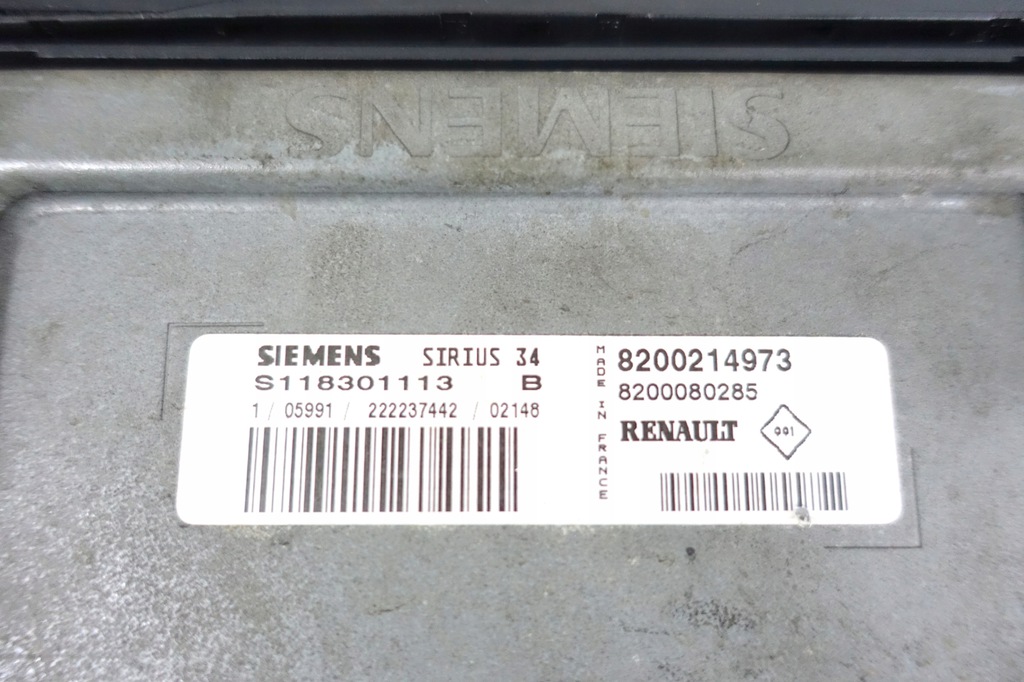 SIEMENS
SIEMENS SIRIUS 34
S118301113 B
1 / 05991 / 222237442 / 02148
MADE IN FRANCE
8200214973
8200080285
RENAULT 991